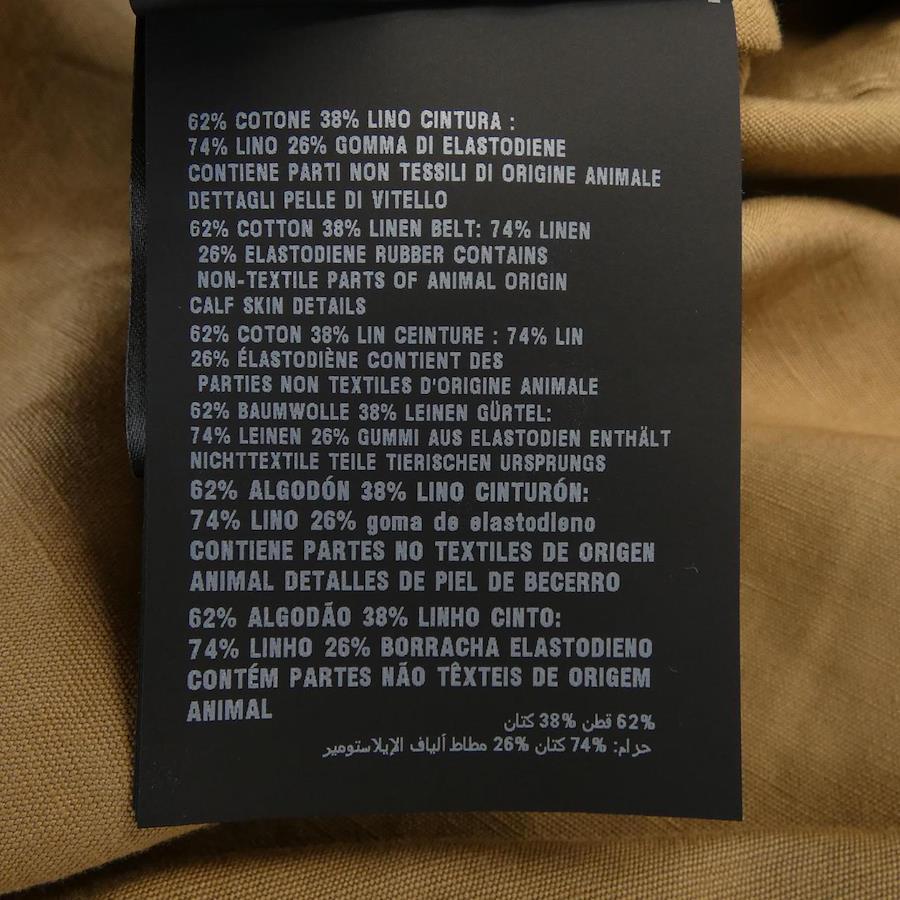 62% COTONE 38% LINO CINTURA :
74% LINO 26% GOMMA DI ELASTODIENE
CONTIENE PARTI NON TESSILI DI ORIGINE ANIMALE
DETTAGLI PELLE DI VITELLO
62% COTTON 38% LINEN BELT: 74% LINEN
26% ELASTODIENE RUBBER CONTAINS
NON-TEXTILE PARTS OF ANIMAL ORIGIN
CALF SKIN DETAILS
62% COTON 38% LIN CEINTURE : 74% LIN
26% ÉLASTODIÈNE CONTIENT DES
PARTIES NON TEXTILES D'ORIGINE ANIMALE
62% BAUMWOLLE 38% LEINEN GÜRTEL:
74% LEINEN 26% GUMMI AUS ELASTODIEN ENTHÄLT
NICHTTEXTILE TEILE TIERISCHEN URSPRUNGS
62% ALGODÓN 38% LINO CINTURÓN:
74% LINO 26% goma de elastodieno
CONTIENE PARTES NO TEXTILES DE ORIGEN
ANIMAL DETALLES DE PIEL DE BECERRO
62% ALGODÃO 38% LINHO CINTO:
74% LINHO 26% BORRACHA ELASTODIENO
CONTÉM PARTES NÃO TÊXTEIS DE ORIGEM
ANIMAL
62% قطن 38% كتان
حرام: 74% كتان 26% مطاط ألياف الإيلاستومير